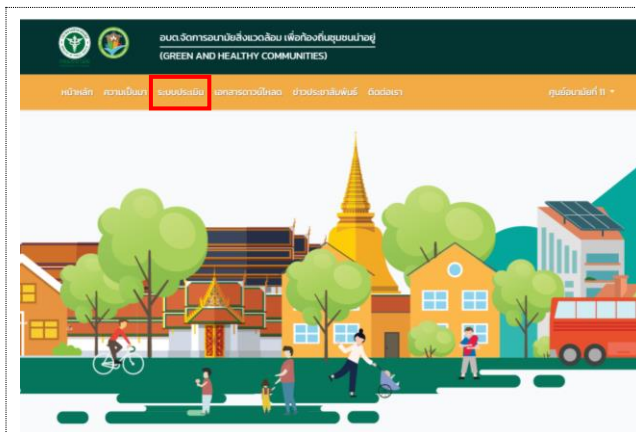 อบต.จัดการอนามัยสิ่งแวดล้อม เพื่อท้องถิ่นชุมชนน่าอยู่
(GREEN AND HEALTHY COMMUNITIES)
หน้าหลัก ความเป็นมา ระบบประเมิน เอกสารดาวน์โหลด ข่าวประชาสัมพันธ์ ติดต่อเรา ศูนย์อนามัยที่ 11